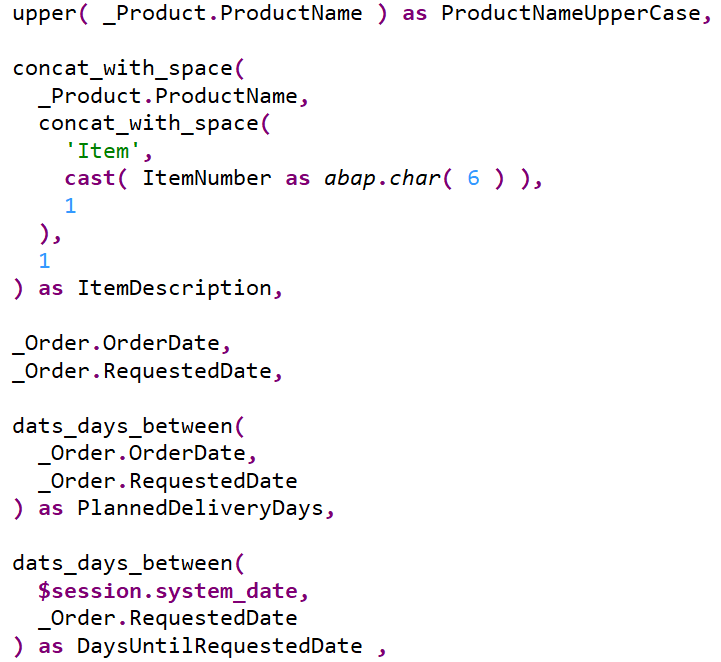 upper( _Product.ProductName ) as ProductNameUpperCase,
concat_with_space(
_Product.ProductName,
concat_with_space(
'Item',
cast( ItemNumber as abap.char( 6 ) ),
1
),
1
) as ItemDescription,
_Order.OrderDate,
_Order.RequestedDate,
dats_days_between(
_Order.OrderDate,
_Order.RequestedDate
) as PlannedDeliveryDays,
dats_days_between(
$session.system_date,
_Order.RequestedDate
) as DaysUntilRequestedDate ,